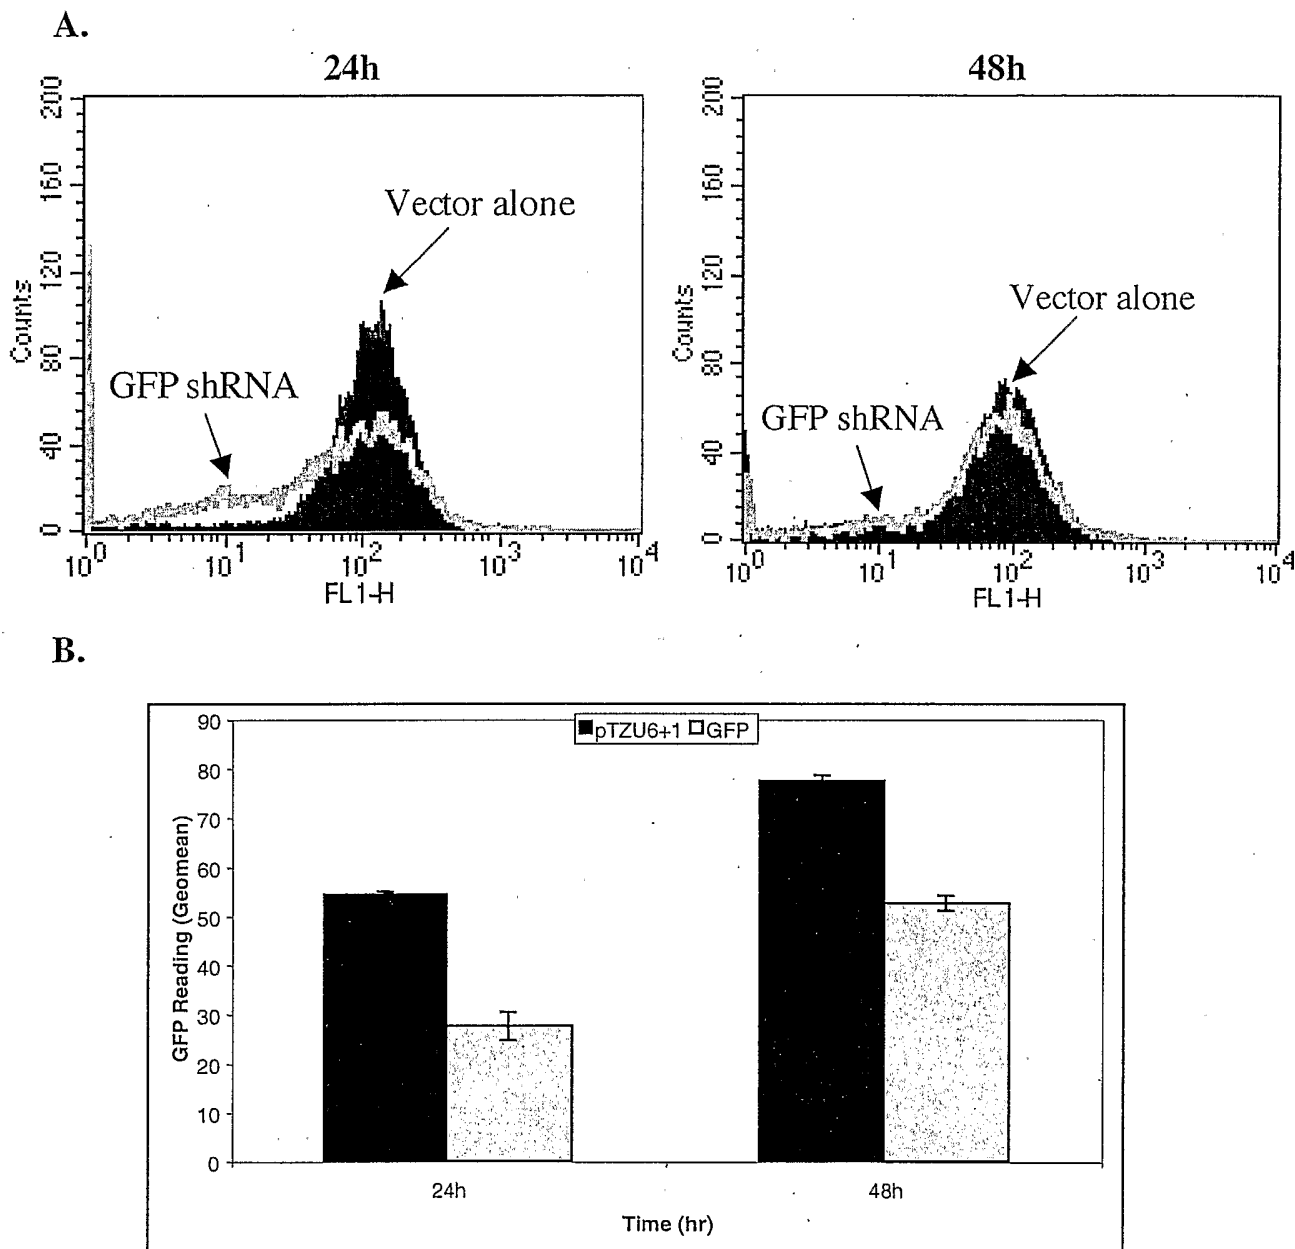 A.
24h
48h
Counts
200
160
120
80
40
0
Vector alone
GFP shRNA
10^0 10^1 10^2 10^3 10^4
FL1-H
Counts
200
160
120
80
40
0
Vector alone
GFP shRNA
10^0 10^1 10^2 10^3 10^4
FL1-H
B.
pTZU6+1 GFP
GFP Reading (Geomean)
90
80
70
60
50
40
30
20
10
0
24h 48h
Time (hr)